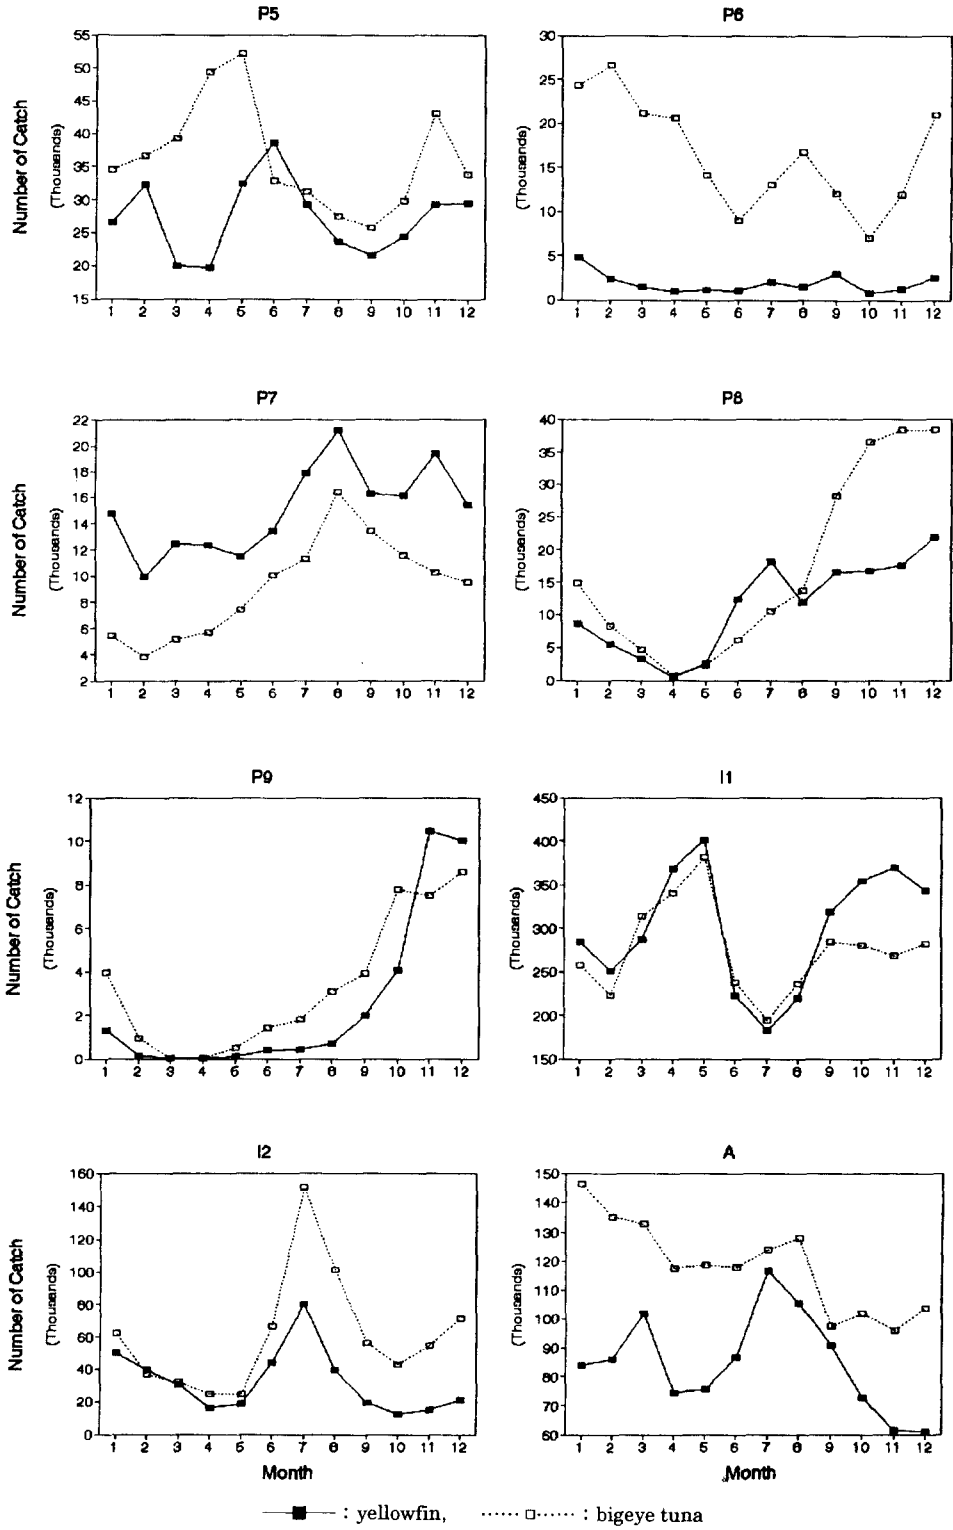 P5
55
50
45
40
35
30
25
20
15
Number of Catch
(Thousands)
1 2 3 4 5 6 7 8 9 10 11 12
P6
30
25
20
15
10
5
0
(Thousands)
1 2 3 4 5 6 7 8 9 10 11 12
P7
22
20
18
16
14
12
10
8
6
4
2
Number of Catch
(Thousands)
1 2 3 4 5 6 7 8 9 10 11 12
P8
40
35
30
25
20
15
10
5
0
(Thousands)
1 2 3 4 5 6 7 8 9 10 11 12
P9
12
10
8
6
4
2
0
Number of Catch
(Thousands)
1 2 3 4 5 6 7 8 9 10 11 12
I1
450
400
350
300
250
200
150
(Thousands)
1 2 3 4 5 6 7 8 9 10 11 12
I2
160
140
120
100
80
60
40
20
0
Number of Catch
(Thousands)
1 2 3 4 5 6 7 8 9 10 11 12
Month
A
150
140
130
120
110
100
90
80
70
60
(Thousands)
1 2 3 4 5 6 7 8 9 10 11 12
Month
: yellowfin, : bigeye tuna